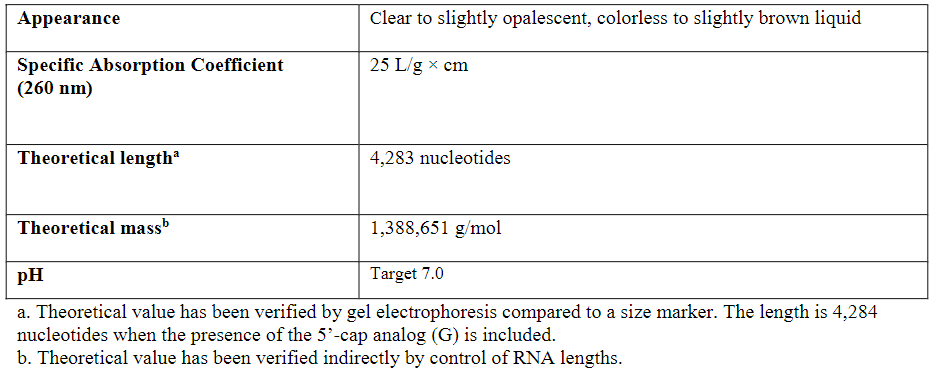 Appearance
Clear to slightly opalescent, colorless to slightly brown liquid
Specific Absorption Coefficient
(260 nm)
25 L/g × cm
Theoretical lengthᵃ
4,283 nucleotides
Theoretical massᵇ
1,388,651 g/mol
pH
Target 7.0
a. Theoretical value has been verified by gel electrophoresis compared to a size marker. The length is 4,284
nucleotides when the presence of the 5’-cap analog (G) is included.
b. Theoretical value has been verified indirectly by control of RNA lengths.